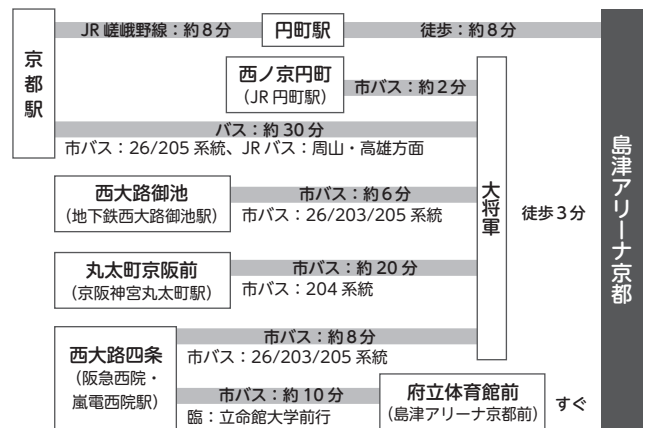 京都駅
JR 嵯峨野線：約8分
円町駅
徒歩：約8分
西ノ京円町
（JR 円町駅）
市バス：約2分
バス：約30分
市バス：26/205 系統、JRバス：周山・高雄方面
西大路御池
（地下鉄西大路御池駅）
市バス：約6分
市バス：26/203/205 系統
丸太町京阪前
（京阪神宮丸太町駅）
市バス：約20分
市バス：204 系統
西大路四条
（阪急西院・
嵐電西院駅）
市バス：約8分
市バス：26/203/205 系統
大将軍
徒歩3分
市バス：約10分
臨：立命館大学前行
府立体育館前
（島津アリーナ京都前）
すぐ
島津アリーナ京都